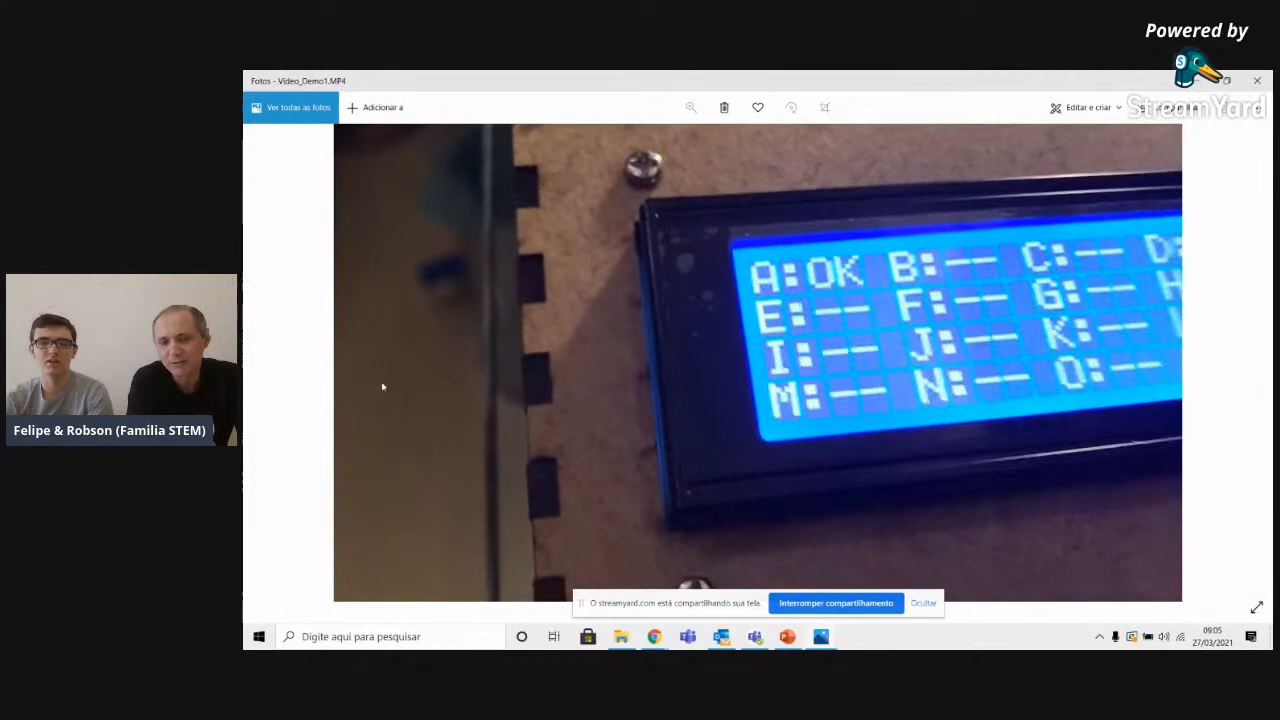 Powered by
StreamYard
Fotos - Video_Demo1.MP4
Ver todas as fotos
Adicionar a
Editar e criar
A:OK B:-- C:-- D:
E:-- F:-- G:-- H
I:-- J:-- K:--
M:-- N:-- O:--
Felipe & Robson (Familia STEM)
O streamyard.com está compartilhando sua tela.
Interromper compartilhamento
Ocultar
Digite aqui para pesquisar
09:05
27/03/2021